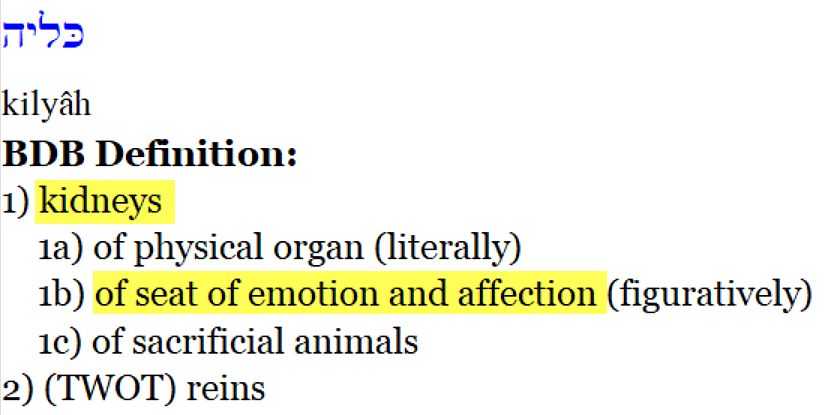 כּליה
kilyâh
BDB Definition:
1) kidneys
1a) of physical organ (literally)
1b) of seat of emotion and affection (figuratively)
1c) of sacrificial animals
2) (TWOT) reins